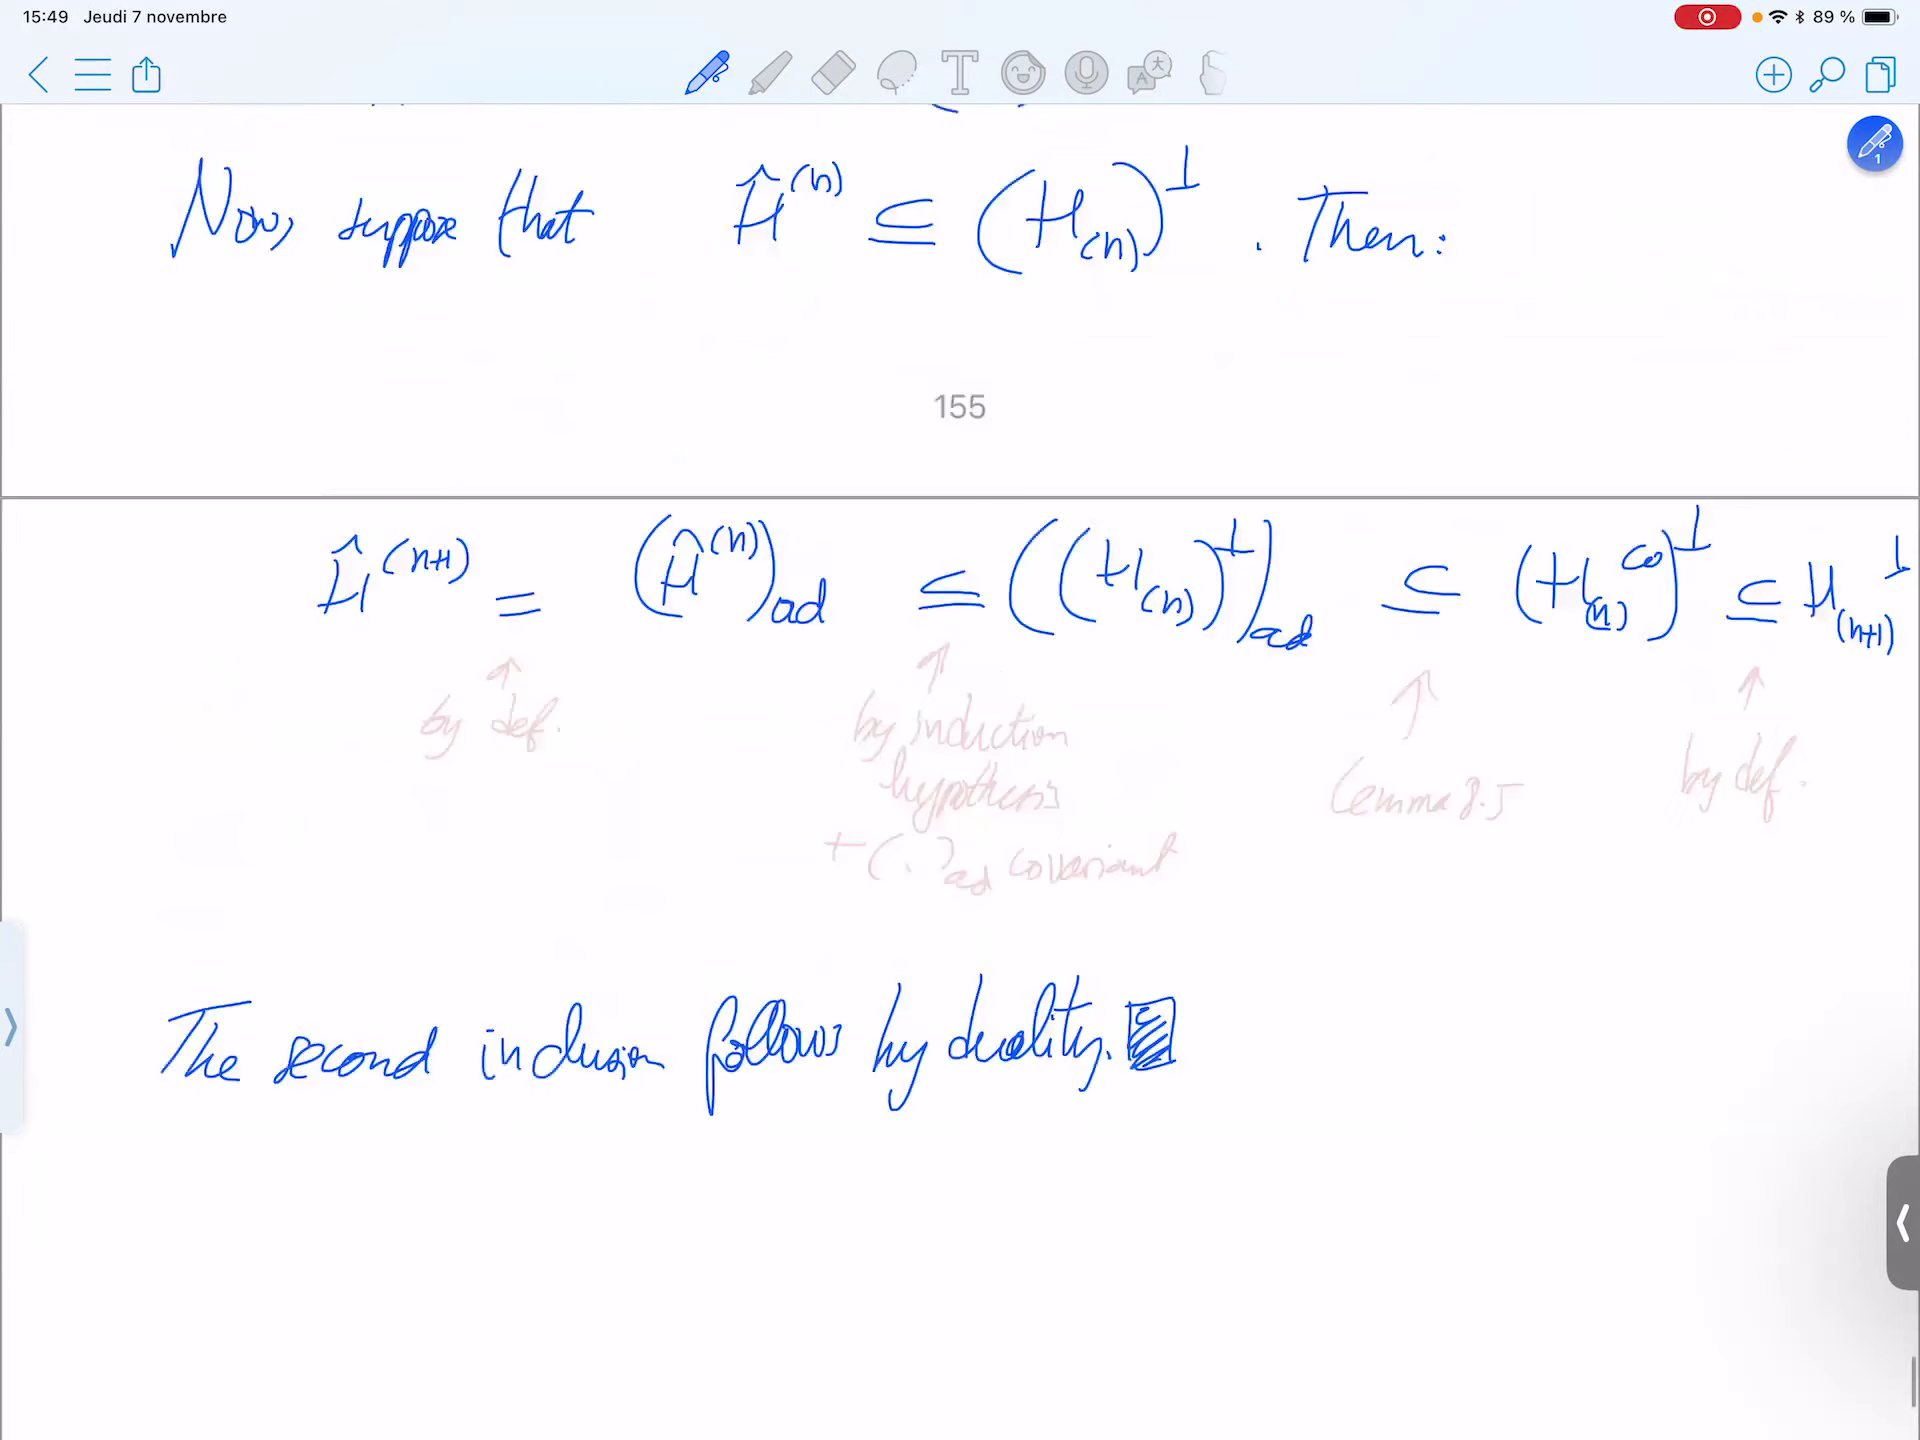 15:49 Jeudi 7 novembre 89 %
1
Now, suppose that Ĥ^(n) ⊆ (H_(n))^⊥ . Then:
155
Ĥ^(n+1) = (Ĥ^(n))_ad ⊆ ((H_(n))^⊥)_ad ⊆ (H_(n)^co)^⊥ ⊆ H_(n+1)^⊥
by def. by induction hypothesis + (.)_ad covariant Lemma 8.5 by def.
The second inclusion follows by duality.